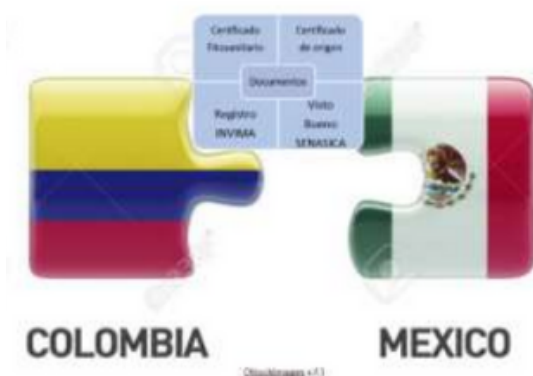 Certificado
Fitosanitario
Certificado
de origen
Documentos
Registro
INVIMA
Visto
Bueno
SENASICA
COLOMBIA
MEXICO